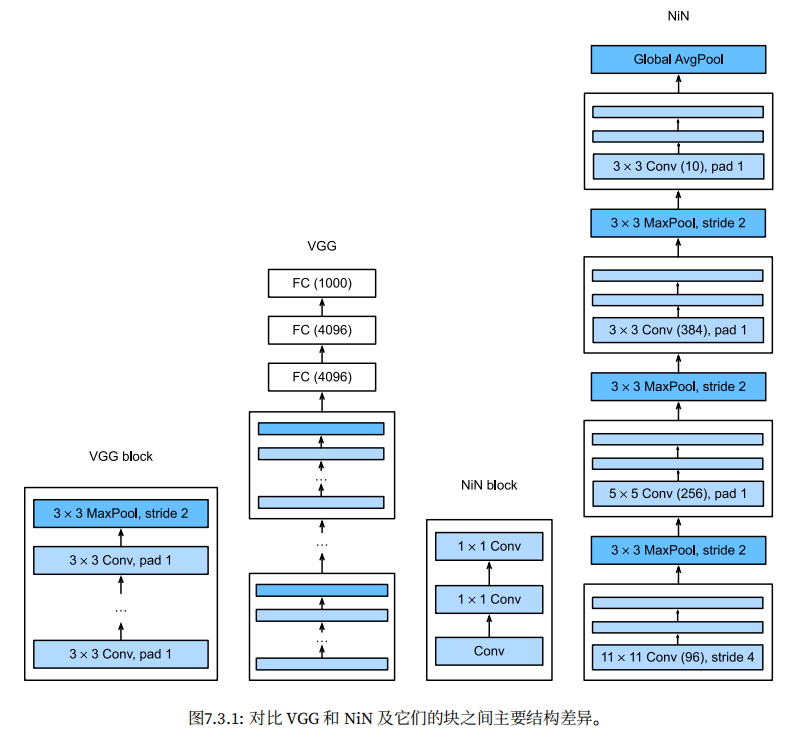 VGG block
3 × 3 MaxPool, stride 2
3 × 3 Conv, pad 1
...
3 × 3 Conv, pad 1
VGG
FC (1000)
FC (4096)
FC (4096)
...
...
...
NiN block
1 × 1 Conv
1 × 1 Conv
Conv
NiN
Global AvgPool
3 × 3 Conv (10), pad 1
3 × 3 MaxPool, stride 2
3 × 3 Conv (384), pad 1
3 × 3 MaxPool, stride 2
5 × 5 Conv (256), pad 1
3 × 3 MaxPool, stride 2
11 × 11 Conv (96), stride 4
图7.3.1: 对比 VGG 和 NiN 及它们的块之间主要结构差异。